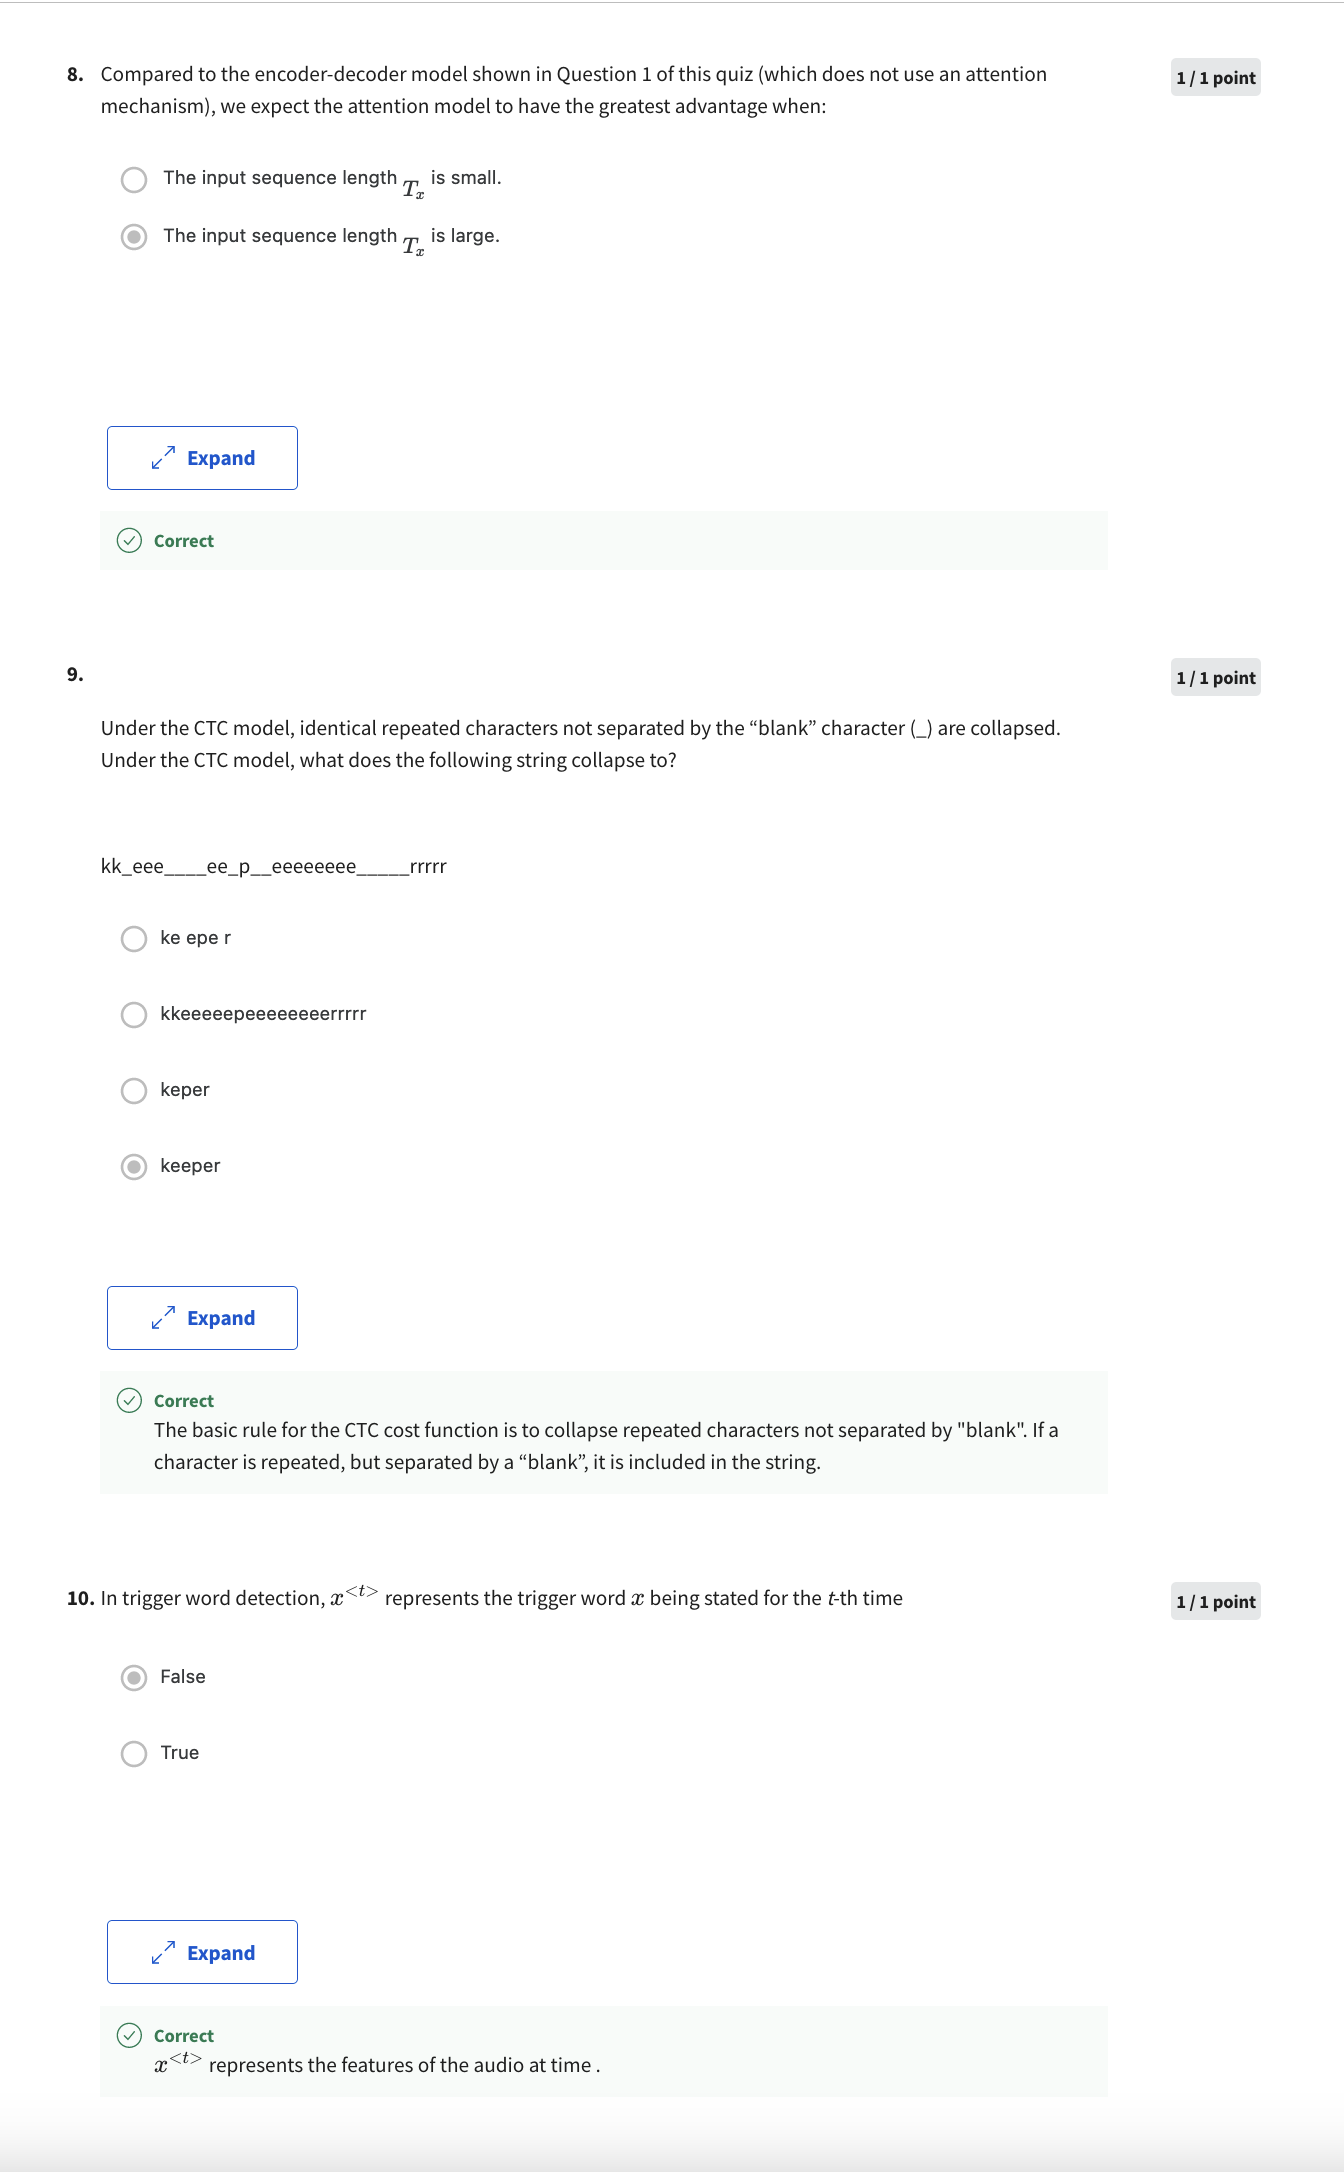 8. Compared to the encoder-decoder model shown in Question 1 of this quiz (which does not use an attention
mechanism), we expect the attention model to have the greatest advantage when:
1 / 1 point
The input sequence length Tₓ is small.
The input sequence length Tₓ is large.
Expand
Correct
9.
1 / 1 point
Under the CTC model, identical repeated characters not separated by the “blank” character (_) are collapsed.
Under the CTC model, what does the following string collapse to?
kk_eee____ee_p__eeeeeeee_____rrrrr
ke epe r
kkeeeeepeeeeeeeerrrrr
keper
keeper
Expand
Correct
The basic rule for the CTC cost function is to collapse repeated characters not separated by "blank". If a
character is repeated, but separated by a “blank”, it is included in the string.
10. In trigger word detection, x^<t> represents the trigger word x being stated for the t-th time
1 / 1 point
False
True
Expand
Correct
x^<t> represents the features of the audio at time .